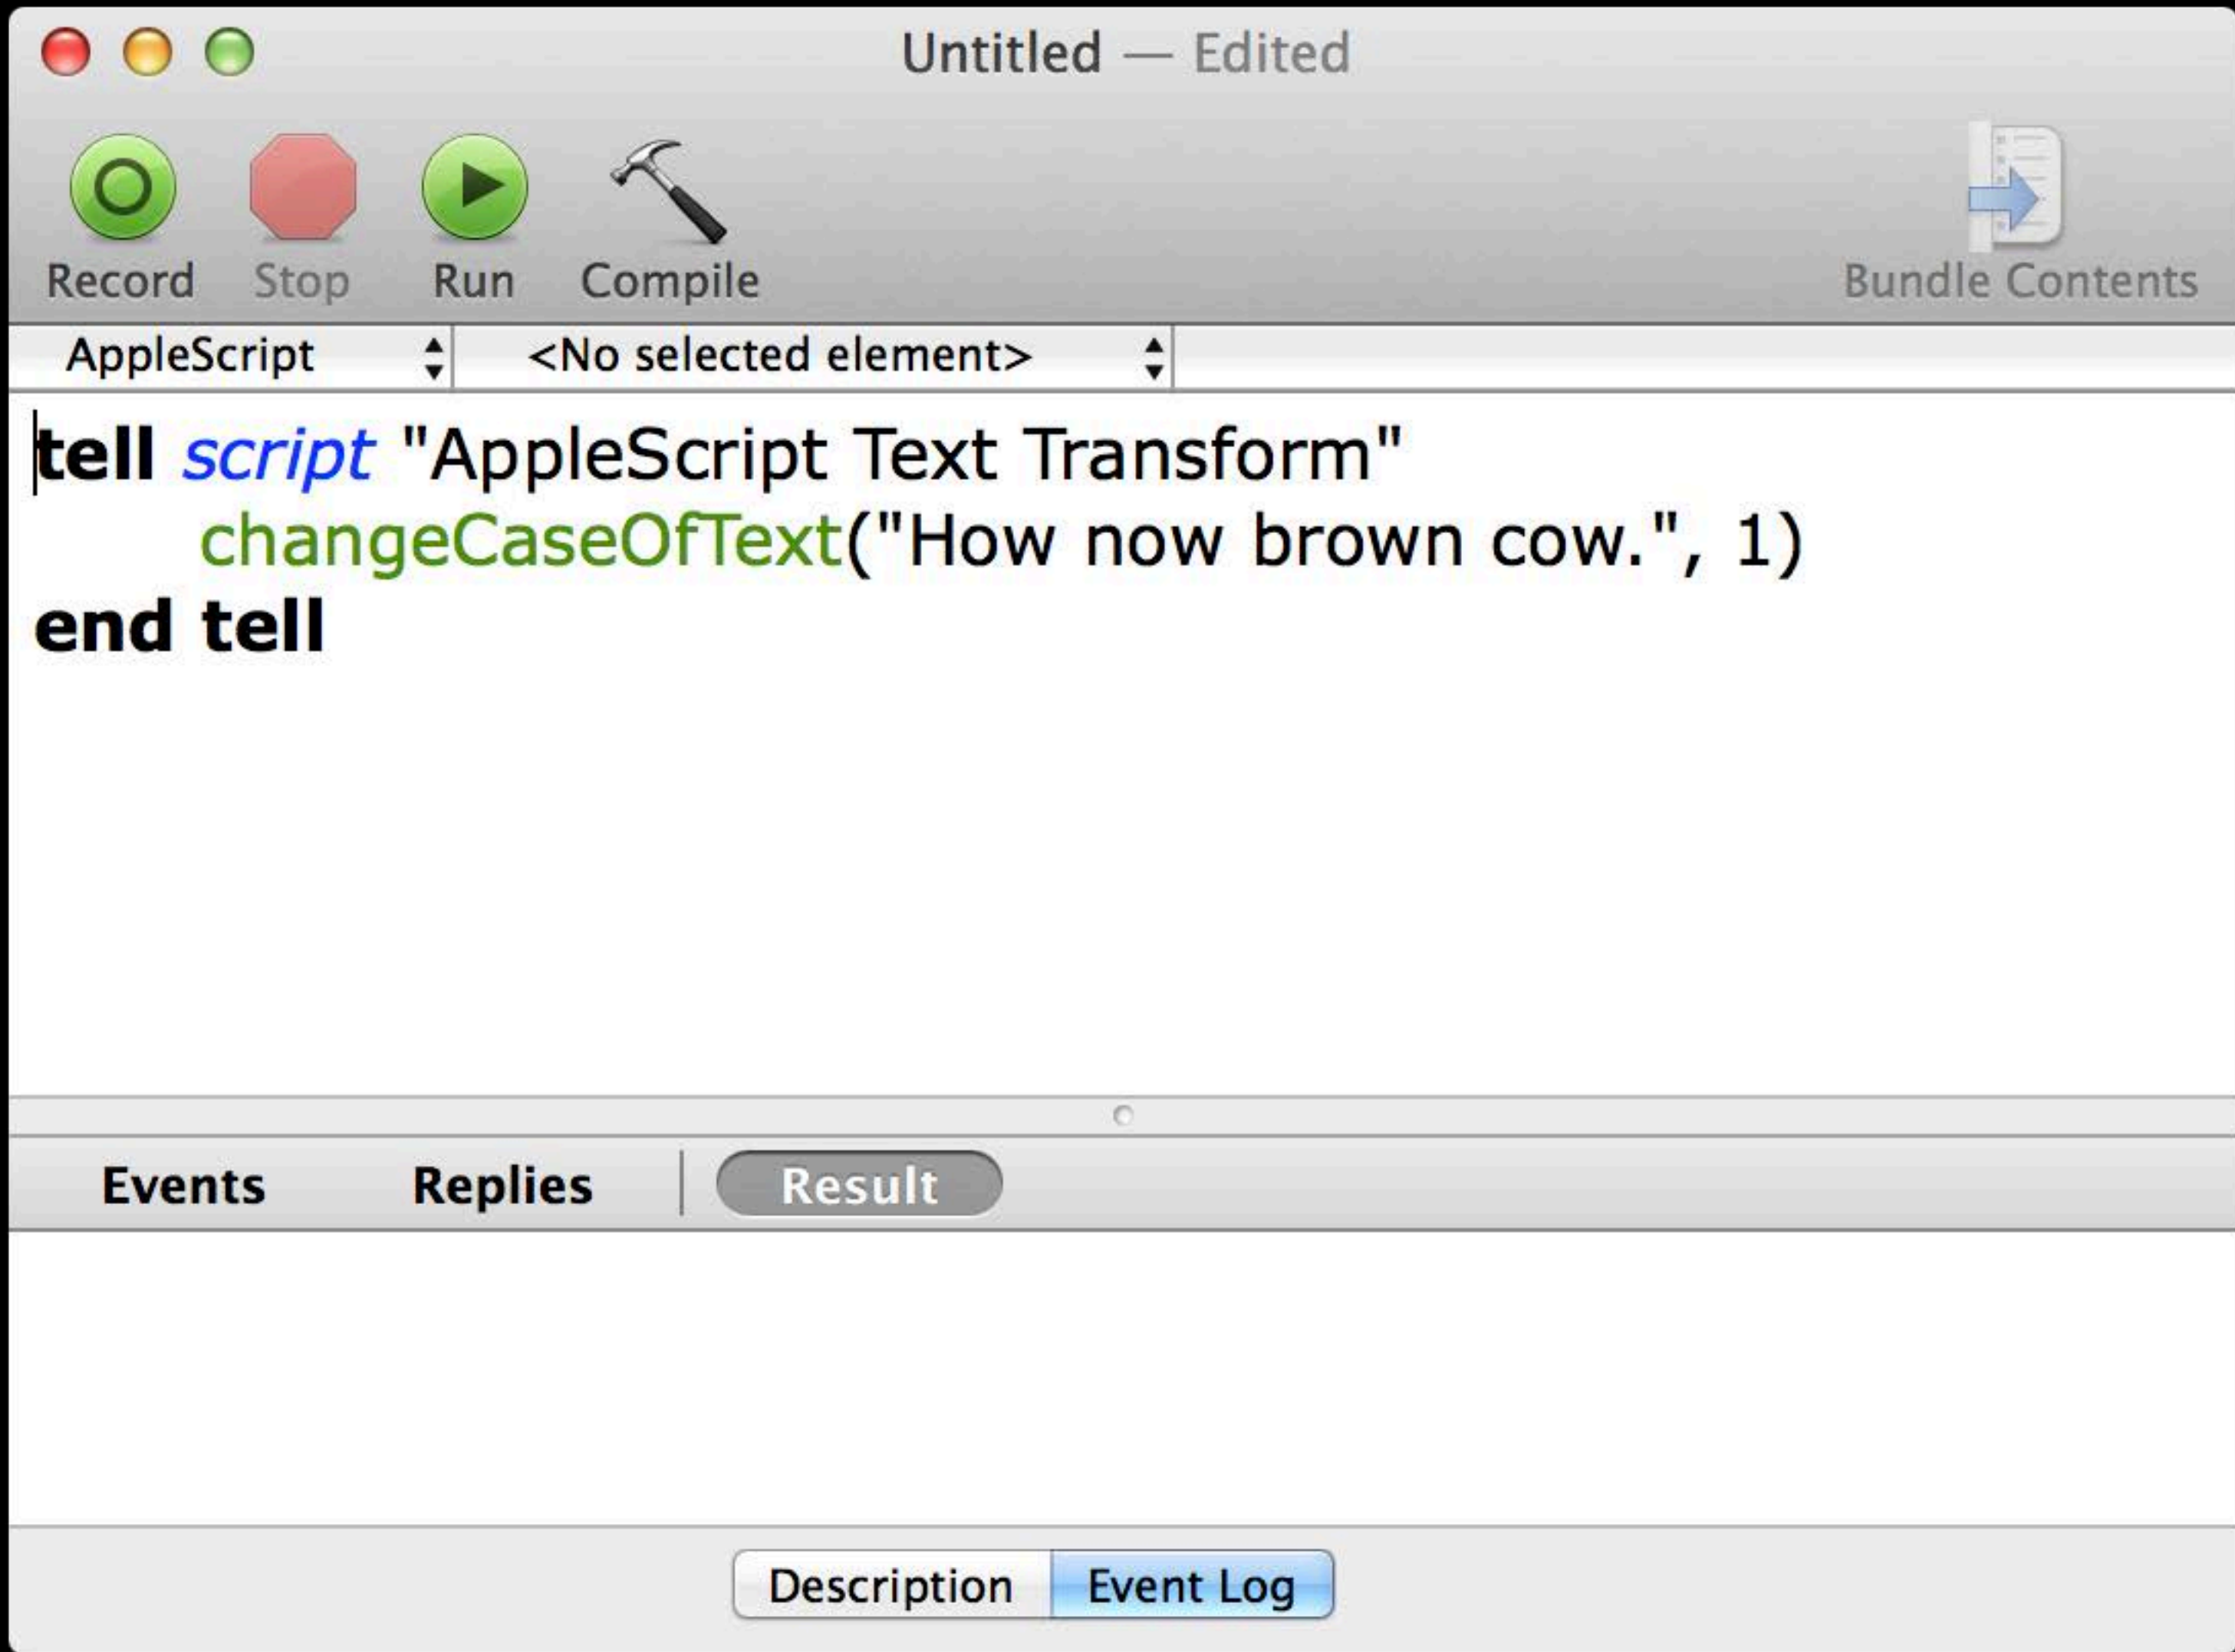 Untitled — Edited
Record Stop Run Compile Bundle Contents
AppleScript <No selected element>
tell script "AppleScript Text Transform"
changeCaseOfText("How now brown cow.", 1)
end tell
Events Replies Result
Description Event Log